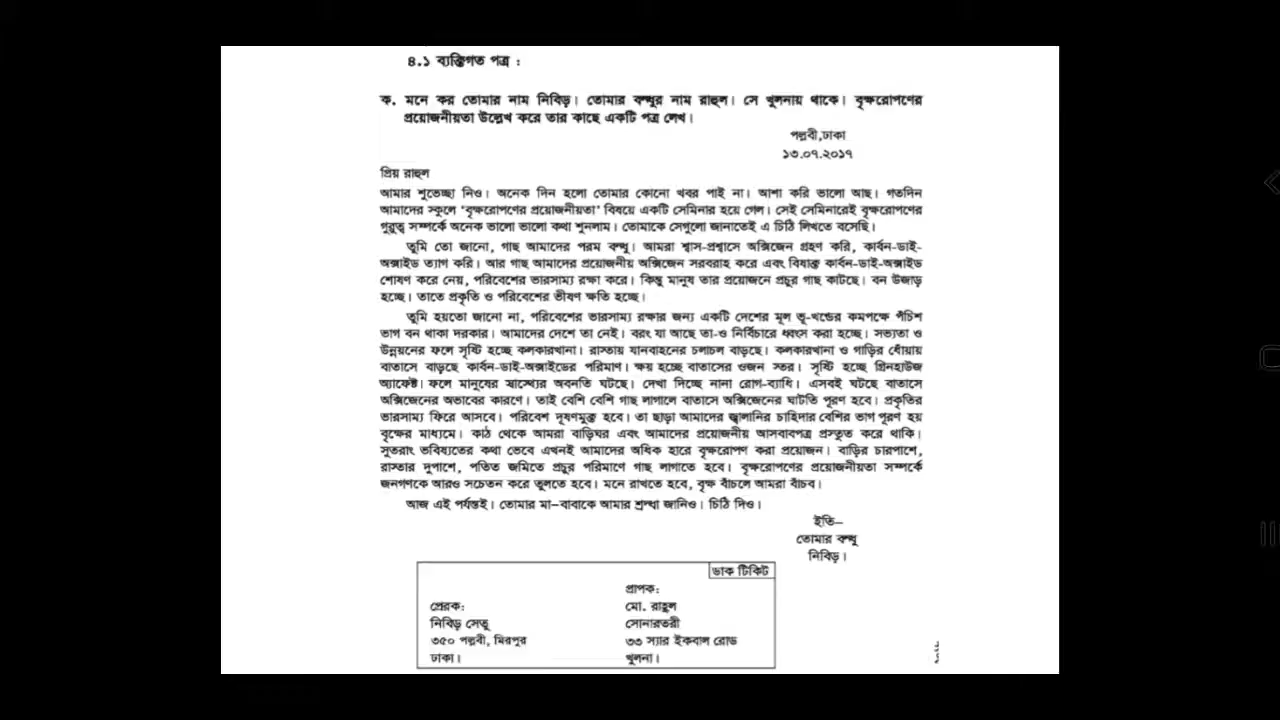 ৪.১ ব্যক্তিগত পত্র :
ক. মনে কর তোমার নাম নিবিড়। তোমার বন্ধুর নাম রাহুল। সে খুলনায় থাকে। বৃক্ষরোপণের
প্রয়োজনীয়তা উল্লেখ করে তার কাছে একটি পত্র লেখ।
পল্লবী,ঢাকা
১৩.০৭.২০১৭
প্রিয় রাহুল
আমার শুভেচ্ছা নিও। অনেক দিন হলো তোমার কোনো খবর পাই না। আশা করি ভালো আছ। গতদিন
আমাদের স্কুলে ‘বৃক্ষরোপণের প্রয়োজনীয়তা’ বিষয়ে একটি সেমিনার হয়ে গেল। সেই সেমিনারেই বৃক্ষরোপণের
গুরুত্ব সম্পর্কে অনেক ভালো ভালো কথা শুনলাম। তোমাকে সেগুলো জানাতেই এ চিঠি লিখতে বসেছি।
তুমি তো জানো, গাছ আমাদের পরম বন্ধু। আমরা শ্বাস-প্রশ্বাসে অক্সিজেন গ্রহণ করি, কার্বন-ডাই-
অক্সাইড ত্যাগ করি। আর গাছ আমাদের প্রয়োজনীয় অক্সিজেন সরবরাহ করে এবং বিষাক্ত কার্বন-ডাই-অক্সাইড
শোষণ করে নেয়, পরিবেশের ভারসাম্য রক্ষা করে। কিন্তু মানুষ তার প্রয়োজনে প্রচুর গাছ কাটছে। বন উজাড়
হচ্ছে। তাতে প্রকৃতি ও পরিবেশের ভীষণ ক্ষতি হচ্ছে।
তুমি হয়তো জানো না, পরিবেশের ভারসাম্য রক্ষার জন্য একটি দেশের মূল ভূ-খন্ডের কমপক্ষে পঁচিশ
ভাগ বন থাকা দরকার। আমাদের দেশে তা নেই। বরং যা আছে তা-ও নির্বিচারে ধ্বংস করা হচ্ছে। সভ্যতা ও
উন্নয়নের ফলে সৃষ্টি হচ্ছে কলকারখানা। রাস্তায় যানবাহনের চলাচল বাড়ছে। কলকারখানা ও গাড়ির ধোঁয়ায়
বাতাসে বাড়ছে কার্বন-ডাই-অক্সাইডের পরিমাণ। ক্ষয় হচ্ছে বাতাসের ওজন স্তর। সৃষ্টি হচ্ছে গ্রিনহাউজ
অ্যাফেক্ট। ফলে মানুষের স্বাস্থ্যের অবনতি ঘটছে। দেখা দিচ্ছে নানা রোগ-ব্যাধি। এসবই ঘটছে বাতাসে
অক্সিজেনের অভাবের কারণে। তাই বেশি বেশি গাছ লাগালে বাতাসে অক্সিজেনের ঘাটতি পূরণ হবে। প্রকৃতির
ভারসাম্য ফিরে আসবে। পরিবেশ দূষণমুক্ত হবে। তা ছাড়া আমাদের জ্বালানির চাহিদার বেশির ভাগ পূরণ হয়
বৃক্ষের মাধ্যমে। কাঠ থেকে আমরা বাড়িঘর এবং আমাদের প্রয়োজনীয় আসবাবপত্র প্রস্তুত করে থাকি।
সুতরাং ভবিষ্যতের কথা ভেবে এখনই আমাদের অধিক হারে বৃক্ষরোপণ করা প্রয়োজন। বাড়ির চারপাশে,
রাস্তার দুপাশে, পতিত জমিতে প্রচুর পরিমাণে গাছ লাগাতে হবে। বৃক্ষরোপণের প্রয়োজনীয়তা সম্পর্কে
জনগণকে আরও সচেতন করে তুলতে হবে। মনে রাখতে হবে, বৃক্ষ বাঁচলে আমরা বাঁচব।
আজ এই পর্যন্তই। তোমার মা-বাবাকে আমার শ্রদ্ধা জানিও। চিঠি দিও।
ইতি–
তোমার বন্ধু
নিবিড়।
ডাক টিকিট
প্রাপক:
প্রেরক: মো. রাহুল
নিবিড় সেতু সোনারতরী
৩৫০ পল্লবী, মিরপুর ৩৩ স্যার ইকবাল রোড
ঢাকা। খুলনা।